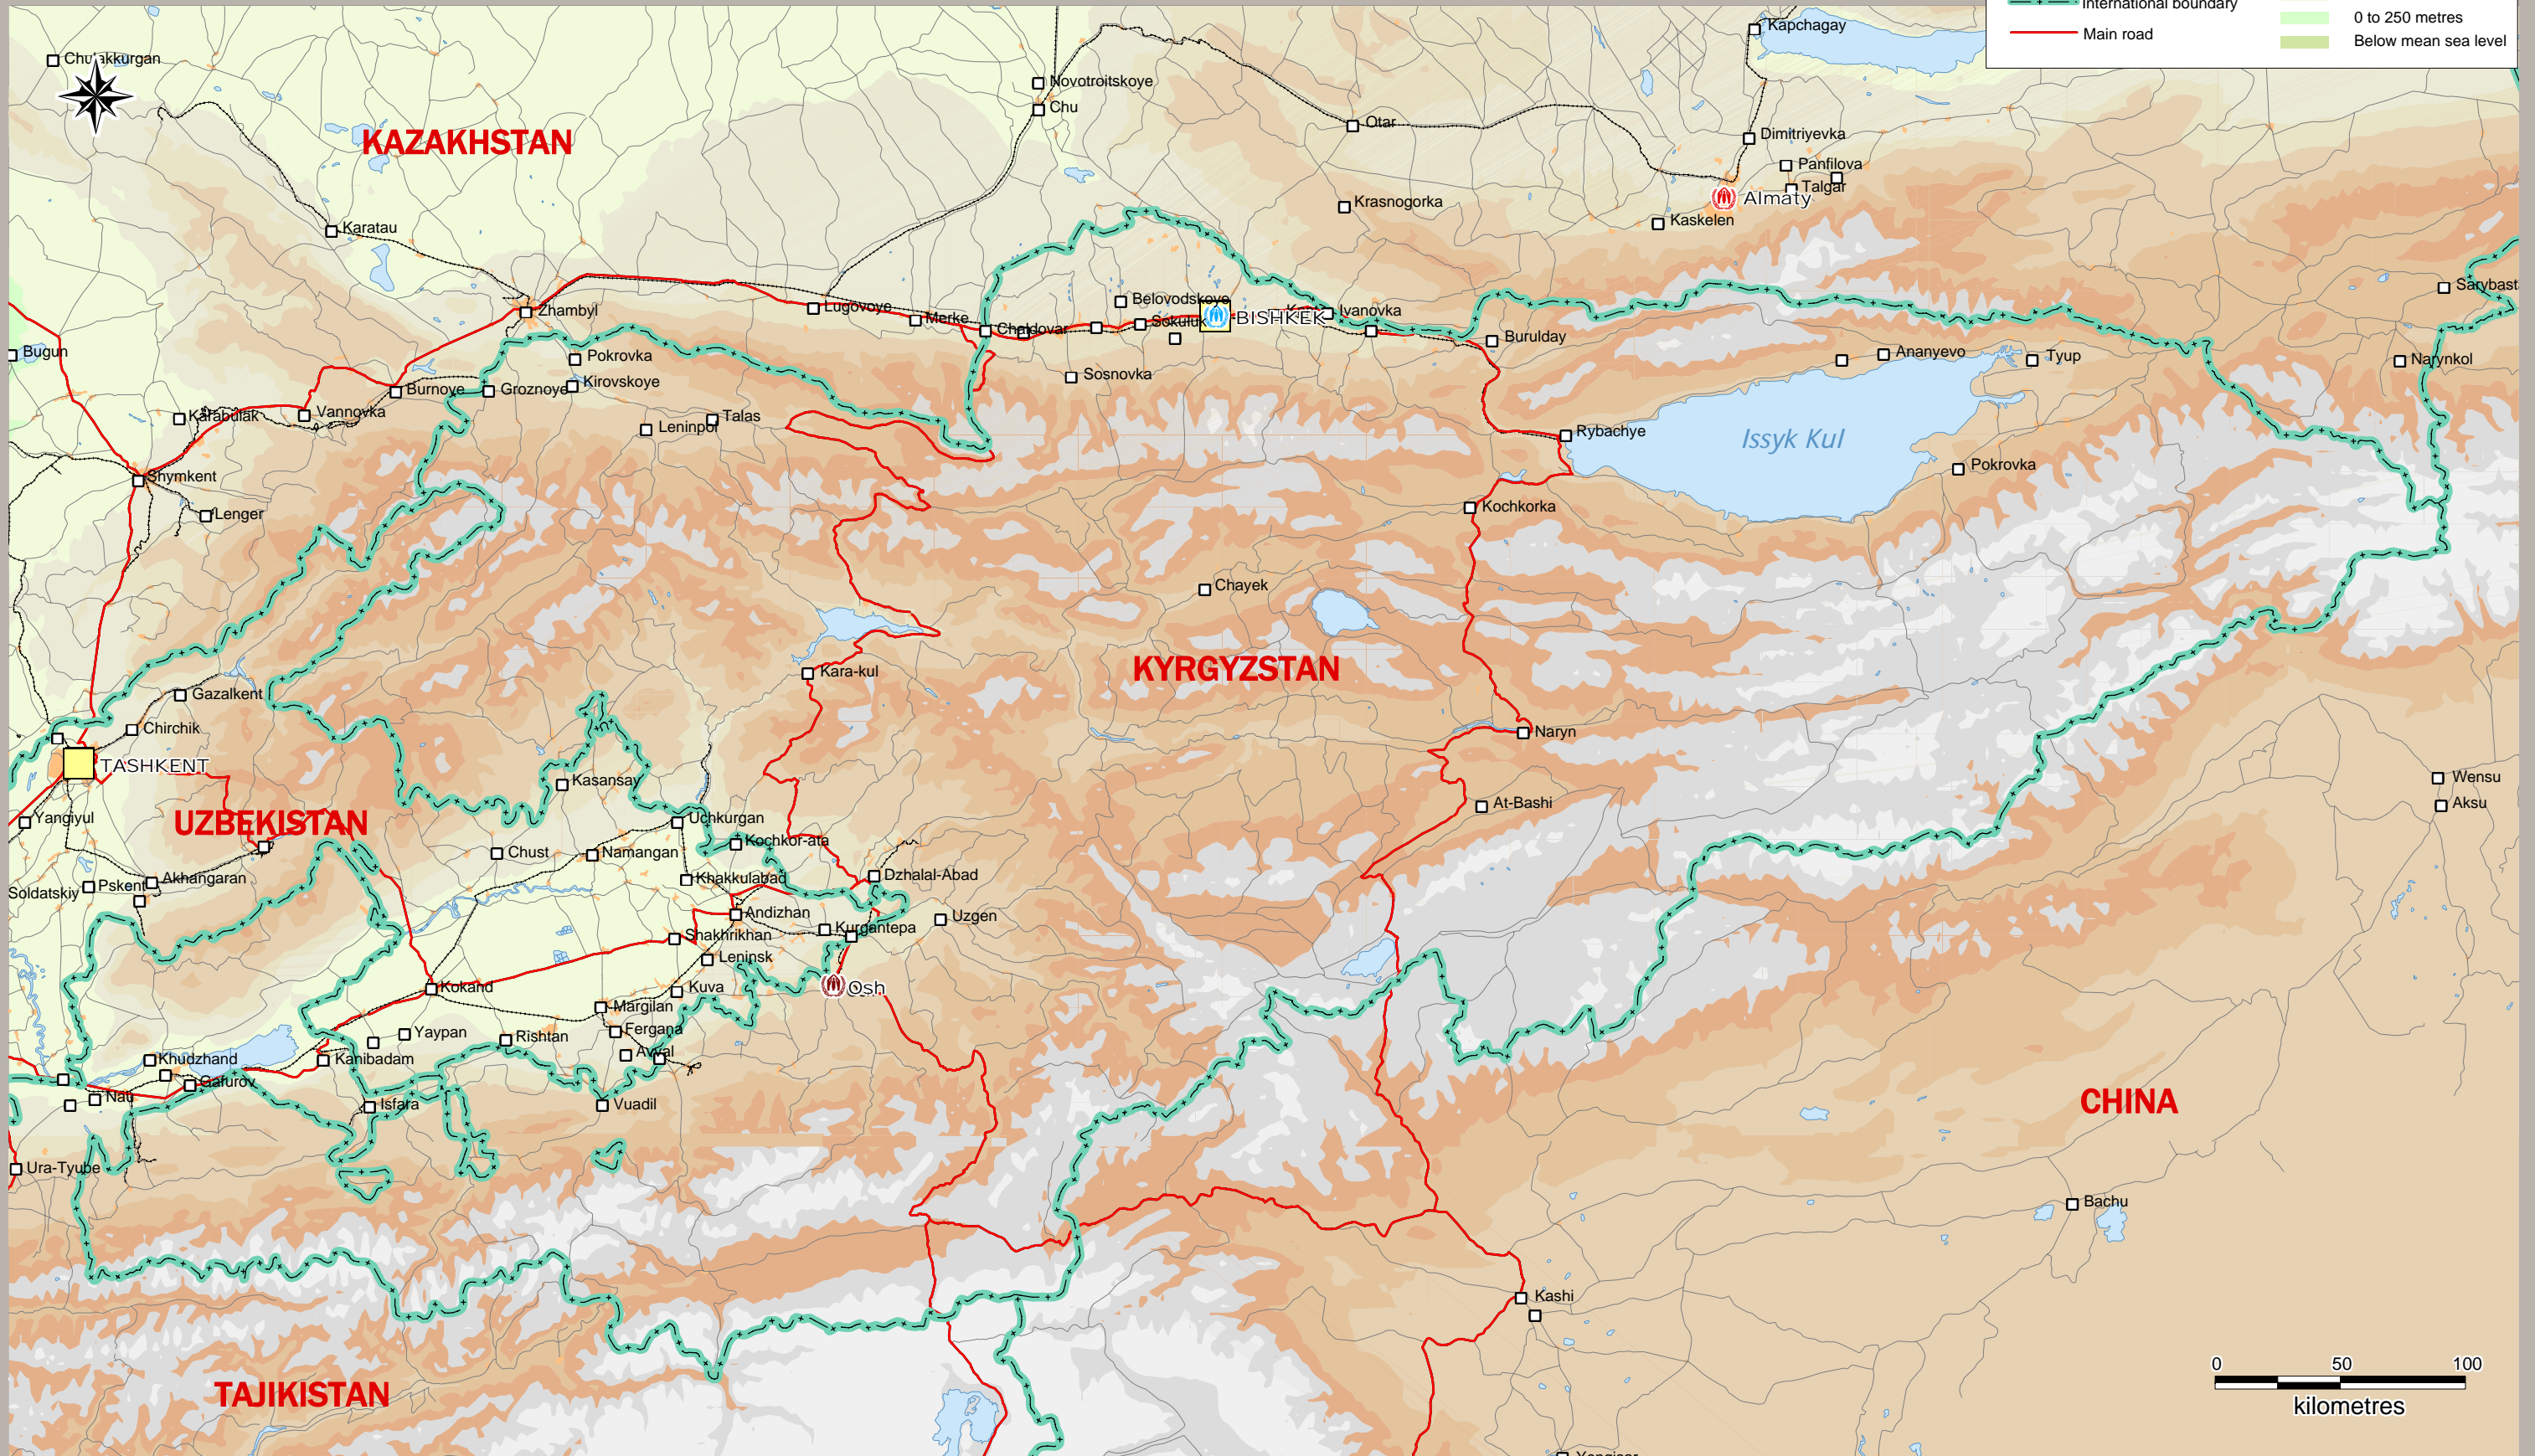 International boundary
0 to 250 metres
Main road
Below mean sea level
Kapchagay
Chulakkurgan
Novotroitskoye
Chu
Otar
KAZAKHSTAN
Dimitriyevka
Panfilova
Talgar
Almaty
Krasnogorka
Kaskelen
Karatau
Sarybast
Zhambyl
Lugovoye
Merke
Belovodskoye
Chaldovar
Sokuluk
BISHKEK
Ivanovka
Burulday
Bugun
Pokrovka
Ananyevo
Tyup
Narynkol
Burnoye
Groznoye
Kirovskoye
Sosnovka
Karabulak
Vannovka
Leninpol
Talas
Rybachye
Issyk Kul
Shymkent
Pokrovka
Lenger
Kochkorka
Chayek
Kara-kul
KYRGYZSTAN
Gazalkent
Chirchik
Naryn
TASHKENT
Kasansay
Wensu
Aksu
Yangiyul
UZBEKISTAN
Uchkurgan
At-Bashi
Chust
Namangan
Kochkor-ata
Soldatskiy
Pskent
Akhangaran
Khakkulabad
Dzhalal-Abad
Andizhan
Uzgen
Shakhrikhan
Kurgantepa
Leninsk
Kokand
Kuva
Osh
Margilan
Yaypan
Rishtan
Fergana
Khudzhand
Kanibadam
Avval
Gafurov
Nau
Isfara
Vuadil
CHINA
Ura-Tyube
Bachu
Kashi
TAJIKISTAN
0 50 100
kilometres